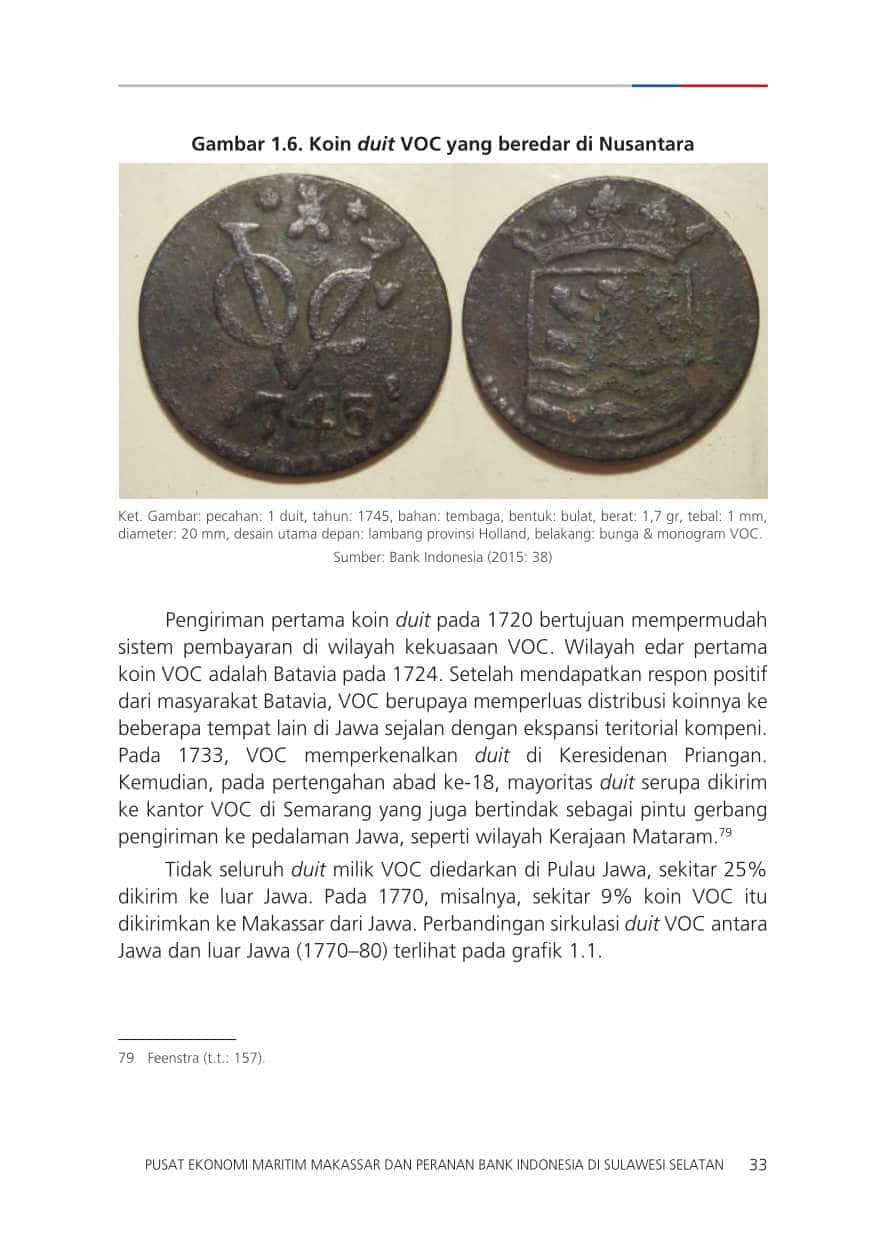 Gambar 1.6. Koin duit VOC yang beredar di Nusantara
VOC
1745
Ket. Gambar: pecahan: 1 duit, tahun: 1745, bahan: tembaga, bentuk: bulat, berat: 1,7 gr, tebal: 1 mm,
diameter: 20 mm, desain utama depan: lambang provinsi Holland, belakang: bunga & monogram VOC.
Sumber: Bank Indonesia (2015: 38)
Pengiriman pertama koin duit pada 1720 bertujuan mempermudah
sistem pembayaran di wilayah kekuasaan VOC. Wilayah edar pertama
koin VOC adalah Batavia pada 1724. Setelah mendapatkan respon positif
dari masyarakat Batavia, VOC berupaya memperluas distribusi koinnya ke
beberapa tempat lain di Jawa sejalan dengan ekspansi teritorial kompeni.
Pada 1733, VOC memperkenalkan duit di Keresidenan Priangan.
Kemudian, pada pertengahan abad ke-18, mayoritas duit serupa dikirim
ke kantor VOC di Semarang yang juga bertindak sebagai pintu gerbang
pengiriman ke pedalaman Jawa, seperti wilayah Kerajaan Mataram.79
Tidak seluruh duit milik VOC diedarkan di Pulau Jawa, sekitar 25%
dikirim ke luar Jawa. Pada 1770, misalnya, sekitar 9% koin VOC itu
dikirimkan ke Makassar dari Jawa. Perbandingan sirkulasi duit VOC antara
Jawa dan luar Jawa (1770–80) terlihat pada grafik 1.1.
79 Feenstra (t.t.: 157).
PUSAT EKONOMI MARITIM MAKASSAR DAN PERANAN BANK INDONESIA DI SULAWESI SELATAN 33